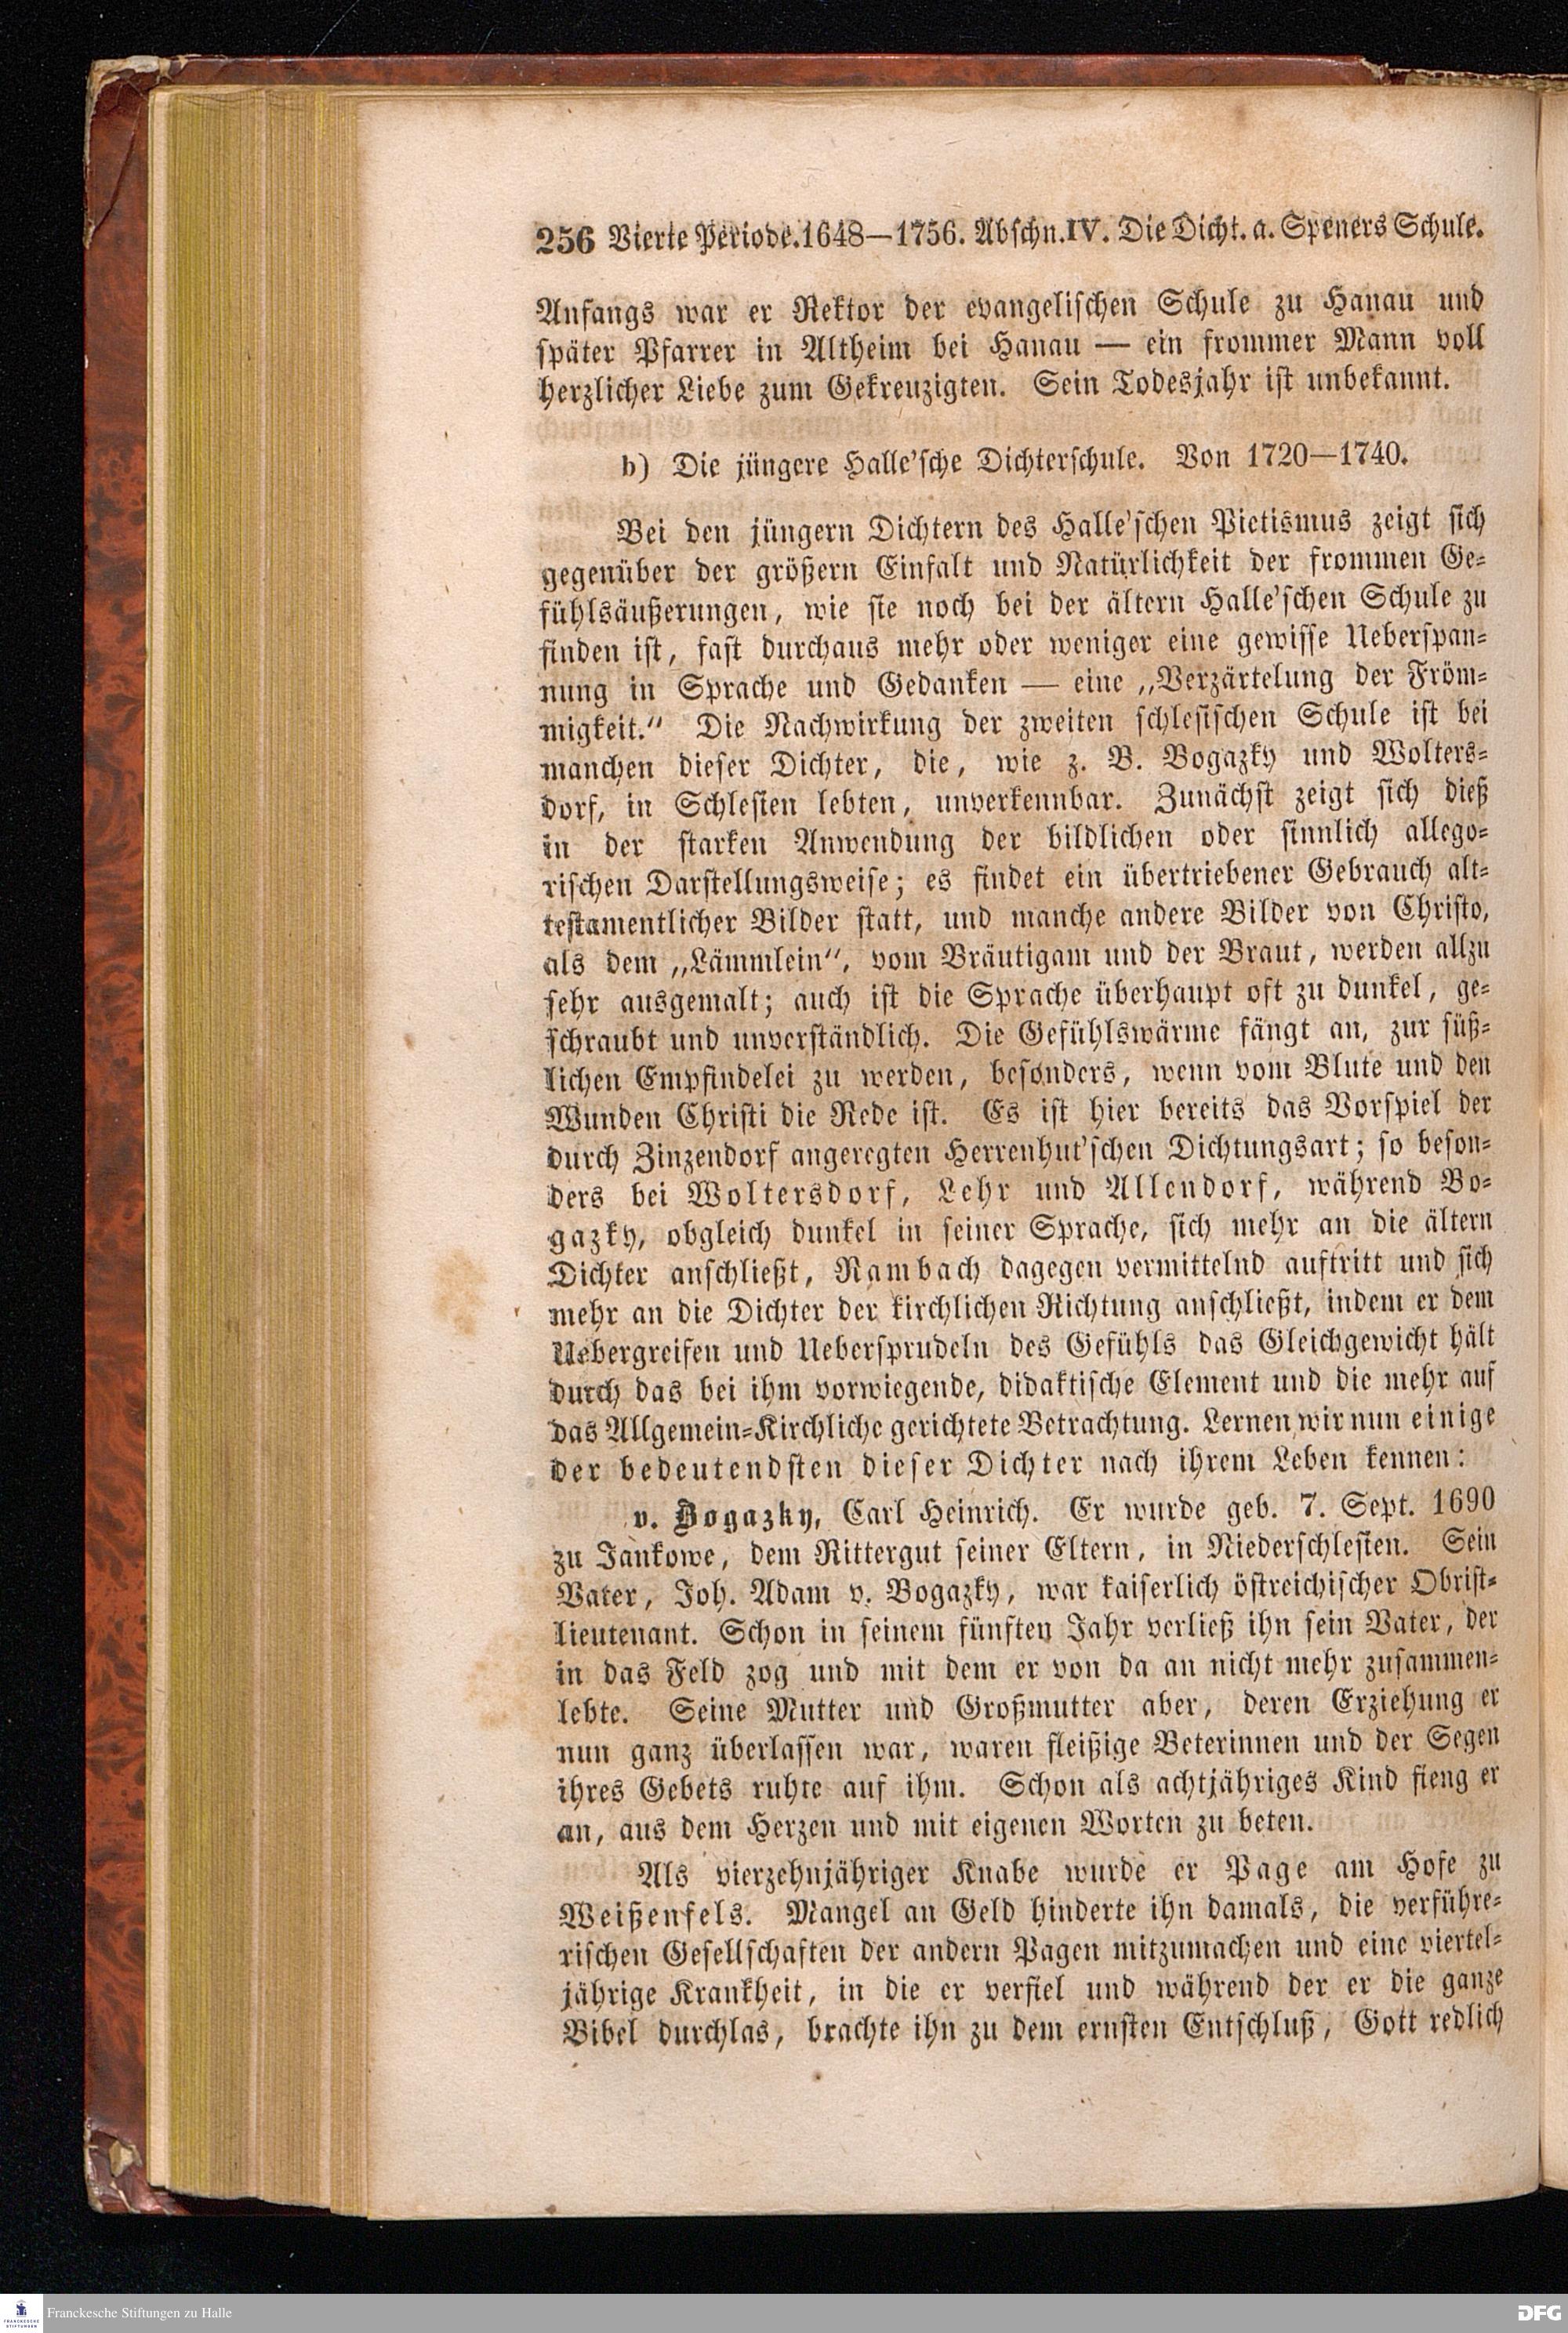 256 Vierte Periode. 1648—1756. Abschn. IV. Die Dicht. a. Speners Schule.
Anfangs war er Rektor der evangelischen Schule zu Hanau und
später Pfarrer in Altheim bei Hanau — ein frommer Mann voll
herzlicher Liebe zum Gekreuzigten. Sein Todesjahr ist unbekannt.
b) Die jüngere Halle'sche Dichterschule. Von 1720—1740.
Bei den jüngern Dichtern des Halle'schen Pietismus zeigt sich
gegenüber der größern Einfalt und Natürlichkeit der frommen Ge-
fühlsäußerungen, wie sie noch bei der ältern Halle'schen Schule zu
finden ist, fast durchaus mehr oder weniger eine gewisse Ueberspan-
nung in Sprache und Gedanken — eine „Verzärtelung der Fröm-
migkeit.“ Die Nachwirkung der zweiten schlesischen Schule ist bei
manchen dieser Dichter, die, wie z. B. Bogazky und Wolters-
dorf, in Schlesien lebten, unverkennbar. Zunächst zeigt sich dieß
in der starken Anwendung der bildlichen oder sinnlich allego-
rischen Darstellungsweise; es findet ein übertriebener Gebrauch alt-
testamentlicher Bilder statt, und manche andere Bilder von Christo,
als dem „Lämmlein“, vom Bräutigam und der Braut, werden allzu
sehr ausgemalt; auch ist die Sprache überhaupt oft zu dunkel, ge-
schraubt und unverständlich. Die Gefühlswärme fängt an, zur süß-
lichen Empfindelei zu werden, besonders, wenn vom Blute und den
Wunden Christi die Rede ist. Es ist hier bereits das Vorspiel der
durch Zinzendorf angeregten Herrenhut'schen Dichtungsart; so beson-
ders bei Woltersdorf, Lehr und Allendorf, während Bo-
gazky, obgleich dunkel in seiner Sprache, sich mehr an die ältern
Dichter anschließt, Rambach dagegen vermittelnd auftritt und sich
mehr an die Dichter der kirchlichen Richtung anschließt, indem er dem
Uebergreifen und Uebersprudeln des Gefühls das Gleichgewicht hält
durch das bei ihm vorwiegende, didaktische Element und die mehr auf
das Allgemein-Kirchliche gerichtete Betrachtung. Lernen wir nun einige
der bedeutendsten dieser Dichter nach ihrem Leben kennen:
v. Bogazky, Carl Heinrich. Er wurde geb. 7. Sept. 1690
zu Jankowe, dem Rittergut seiner Eltern, in Niederschlesien. Sein
Vater, Joh. Adam v. Bogazky, war kaiserlich östreichischer Obrist-
lieutenant. Schon in seinem fünften Jahr verließ ihn sein Vater, der
in das Feld zog und mit dem er von da an nicht mehr zusammen-
lebte. Seine Mutter und Großmutter aber, deren Erziehung er
nun ganz überlassen war, waren fleißige Beterinnen und der Segen
ihres Gebets ruhte auf ihm. Schon als achtjähriges Kind fieng er
an, aus dem Herzen und mit eigenen Worten zu beten.
Als vierzehnjähriger Knabe wurde er Page am Hofe zu
Weißenfels. Mangel an Geld hinderte ihn damals, die verführe-
rischen Gesellschaften der andern Pagen mitzumachen und eine viertel-
jährige Krankheit, in die er verfiel und während der er die ganze
Bibel durchlas, brachte ihn zu dem ernsten Entschluß, Gott redlich
FRANCKESCHE STIFTUNGEN
Franckesche Stiftungen zu Halle
DFG